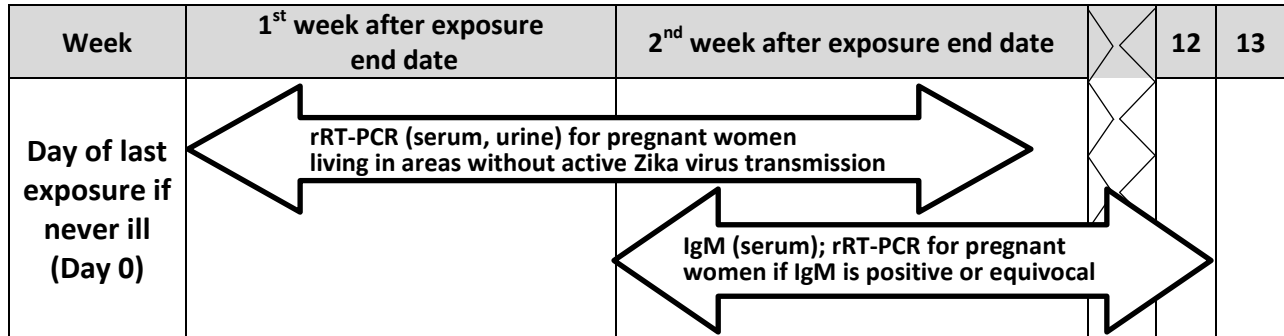 Week
1st week after exposure
end date
2nd week after exposure end date
12
13
Day of last
exposure if
never ill
(Day 0)
rRT-PCR (serum, urine) for pregnant women
living in areas without active Zika virus transmission
IgM (serum); rRT-PCR for pregnant
women if IgM is positive or equivocal